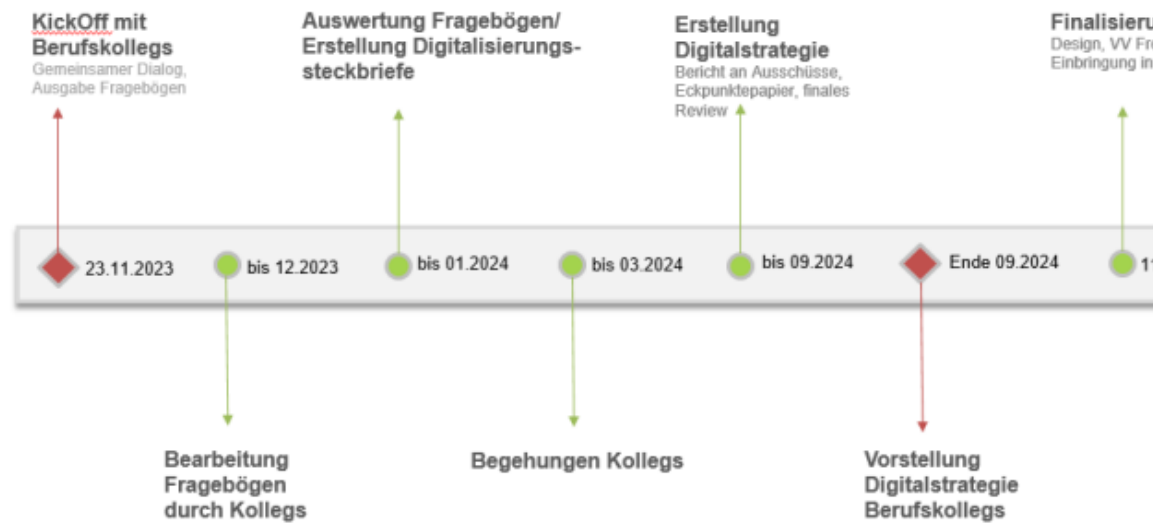 KickOff mit
Berufskollegs
Gemeinsamer Dialog,
Ausgabe Fragebögen
Auswertung Fragebögen/
Erstellung Digitalisierungs-
steckbriefe
Erstellung
Digitalstrategie
Bericht an Ausschüsse,
Eckpunktepapier, finales
Review
Design, VV
Einbringung
23.11.2023
bis 12.2023
bis 01.2024
bis 03.2024
bis 09.2024
Ende 09.2024
Bearbeitung
Fragebögen
durch Kollegs
Begehungen Kollegs
Vorstellung
Digitalstrategie
Berufskollegs